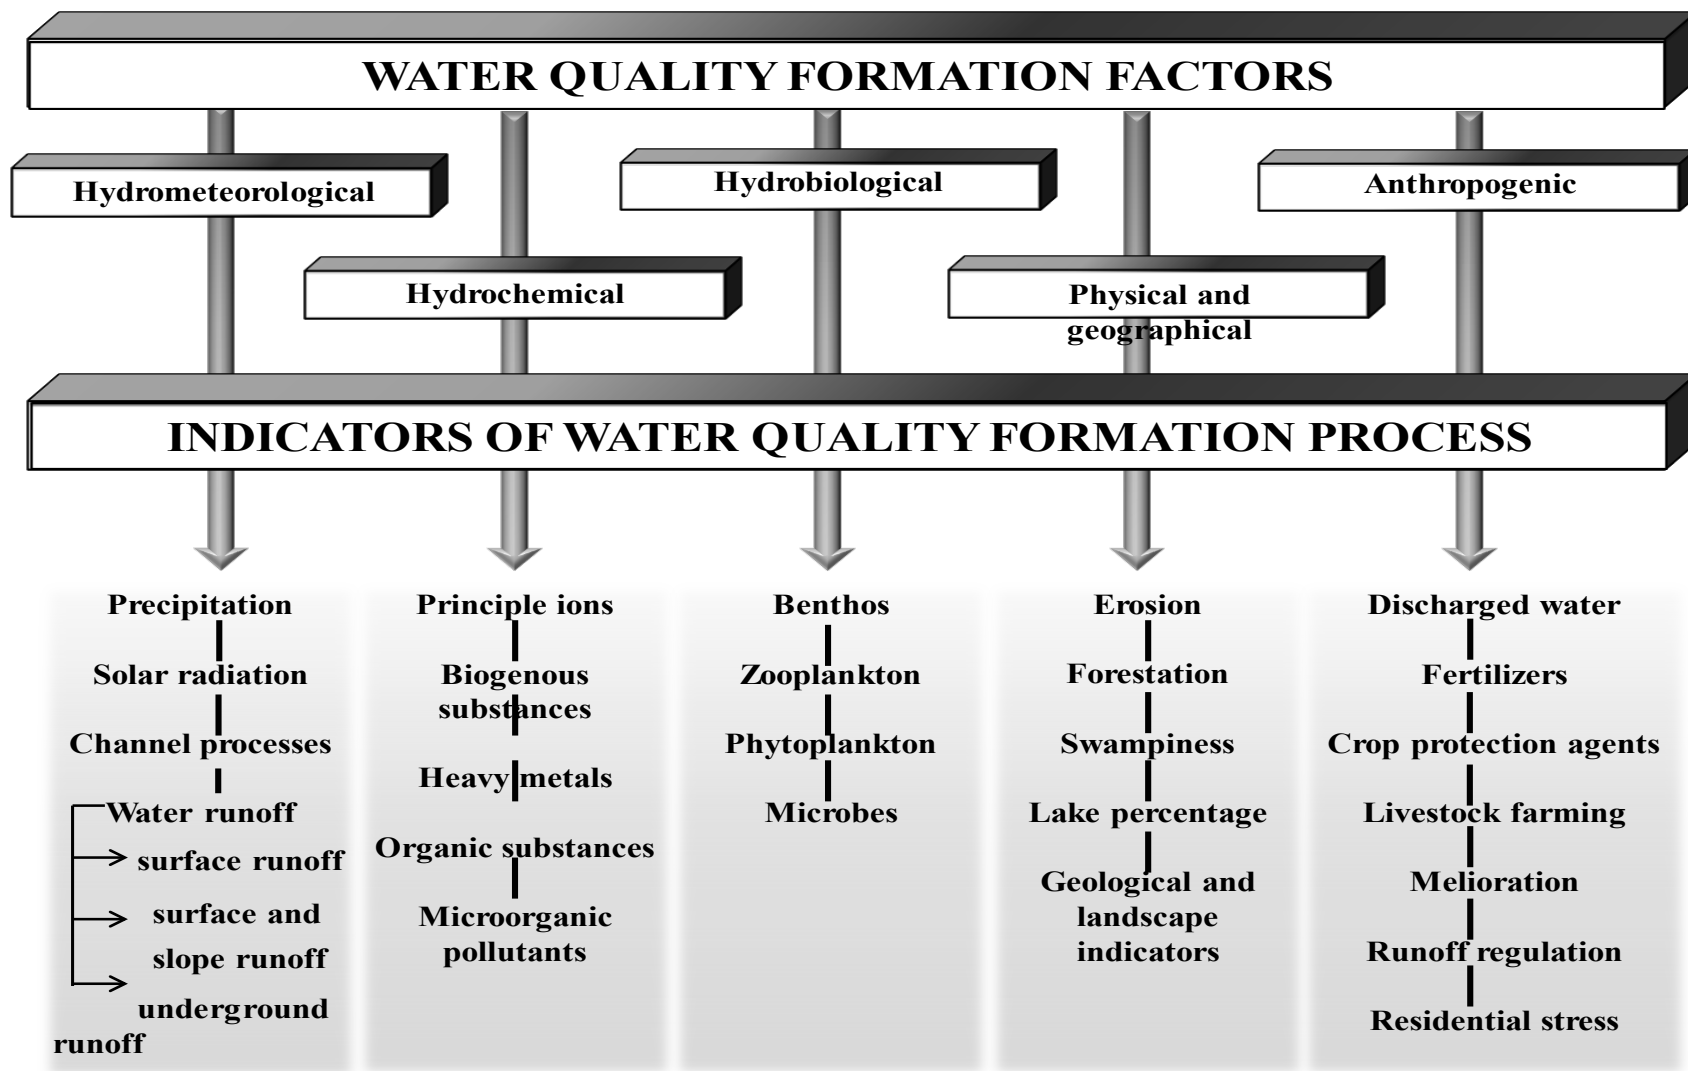 WATER QUALITY FORMATION FACTORS
Hydrometeorological
Hydrobiological
Anthropogenic
Hydrochemical
Physical and
geographical
INDICATORS OF WATER QUALITY FORMATION PROCESS
Precipitation
Solar radiation
Channel processes
Water runoff
surface runoff
surface and
slope runoff
underground
runoff
Principle ions
Biogenous
substances
Heavy metals
Organic substances
Microorganic
pollutants
Benthos
Zooplankton
Phytoplankton
Microbes
Erosion
Forestation
Swampiness
Lake percentage
Geological and
landscape
indicators
Discharged water
Fertilizers
Crop protection agents
Livestock farming
Melioration
Runoff regulation
Residential stress